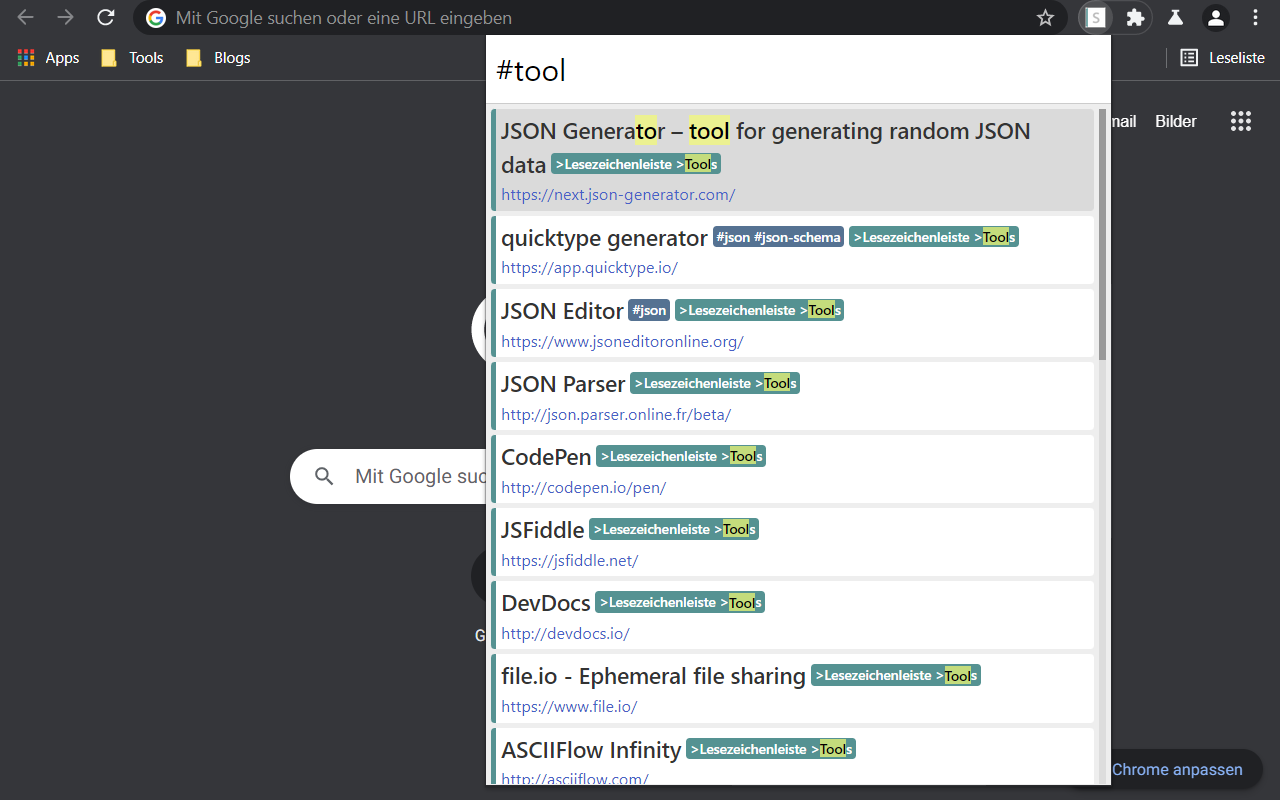 Mit Google suchen oder eine URL eingeben
S
Apps Tools Blogs Leseliste
#tool
Bilder
JSON Generator – tool for generating random JSON
data >Lesezeichenleiste >Tools
https://next.json-generator.com/
quicktype generator #json #json-schema >Lesezeichenleiste >Tools
https://app.quicktype.io/
JSON Editor #json >Lesezeichenleiste >Tools
https://www.jsoneditoronline.org/
JSON Parser >Lesezeichenleiste >Tools
http://json.parser.online.fr/beta/
CodePen >Lesezeichenleiste >Tools
http://codepen.io/pen/
Mit Google suc
JSFiddle >Lesezeichenleiste >Tools
https://jsfiddle.net/
DevDocs >Lesezeichenleiste >Tools
http://devdocs.io/
G
file.io - Ephemeral file sharing >Lesezeichenleiste >Tools
https://www.file.io/
ASCIIFlow Infinity >Lesezeichenleiste >Tools
http://asciiflow.com/
Chrome anpassen